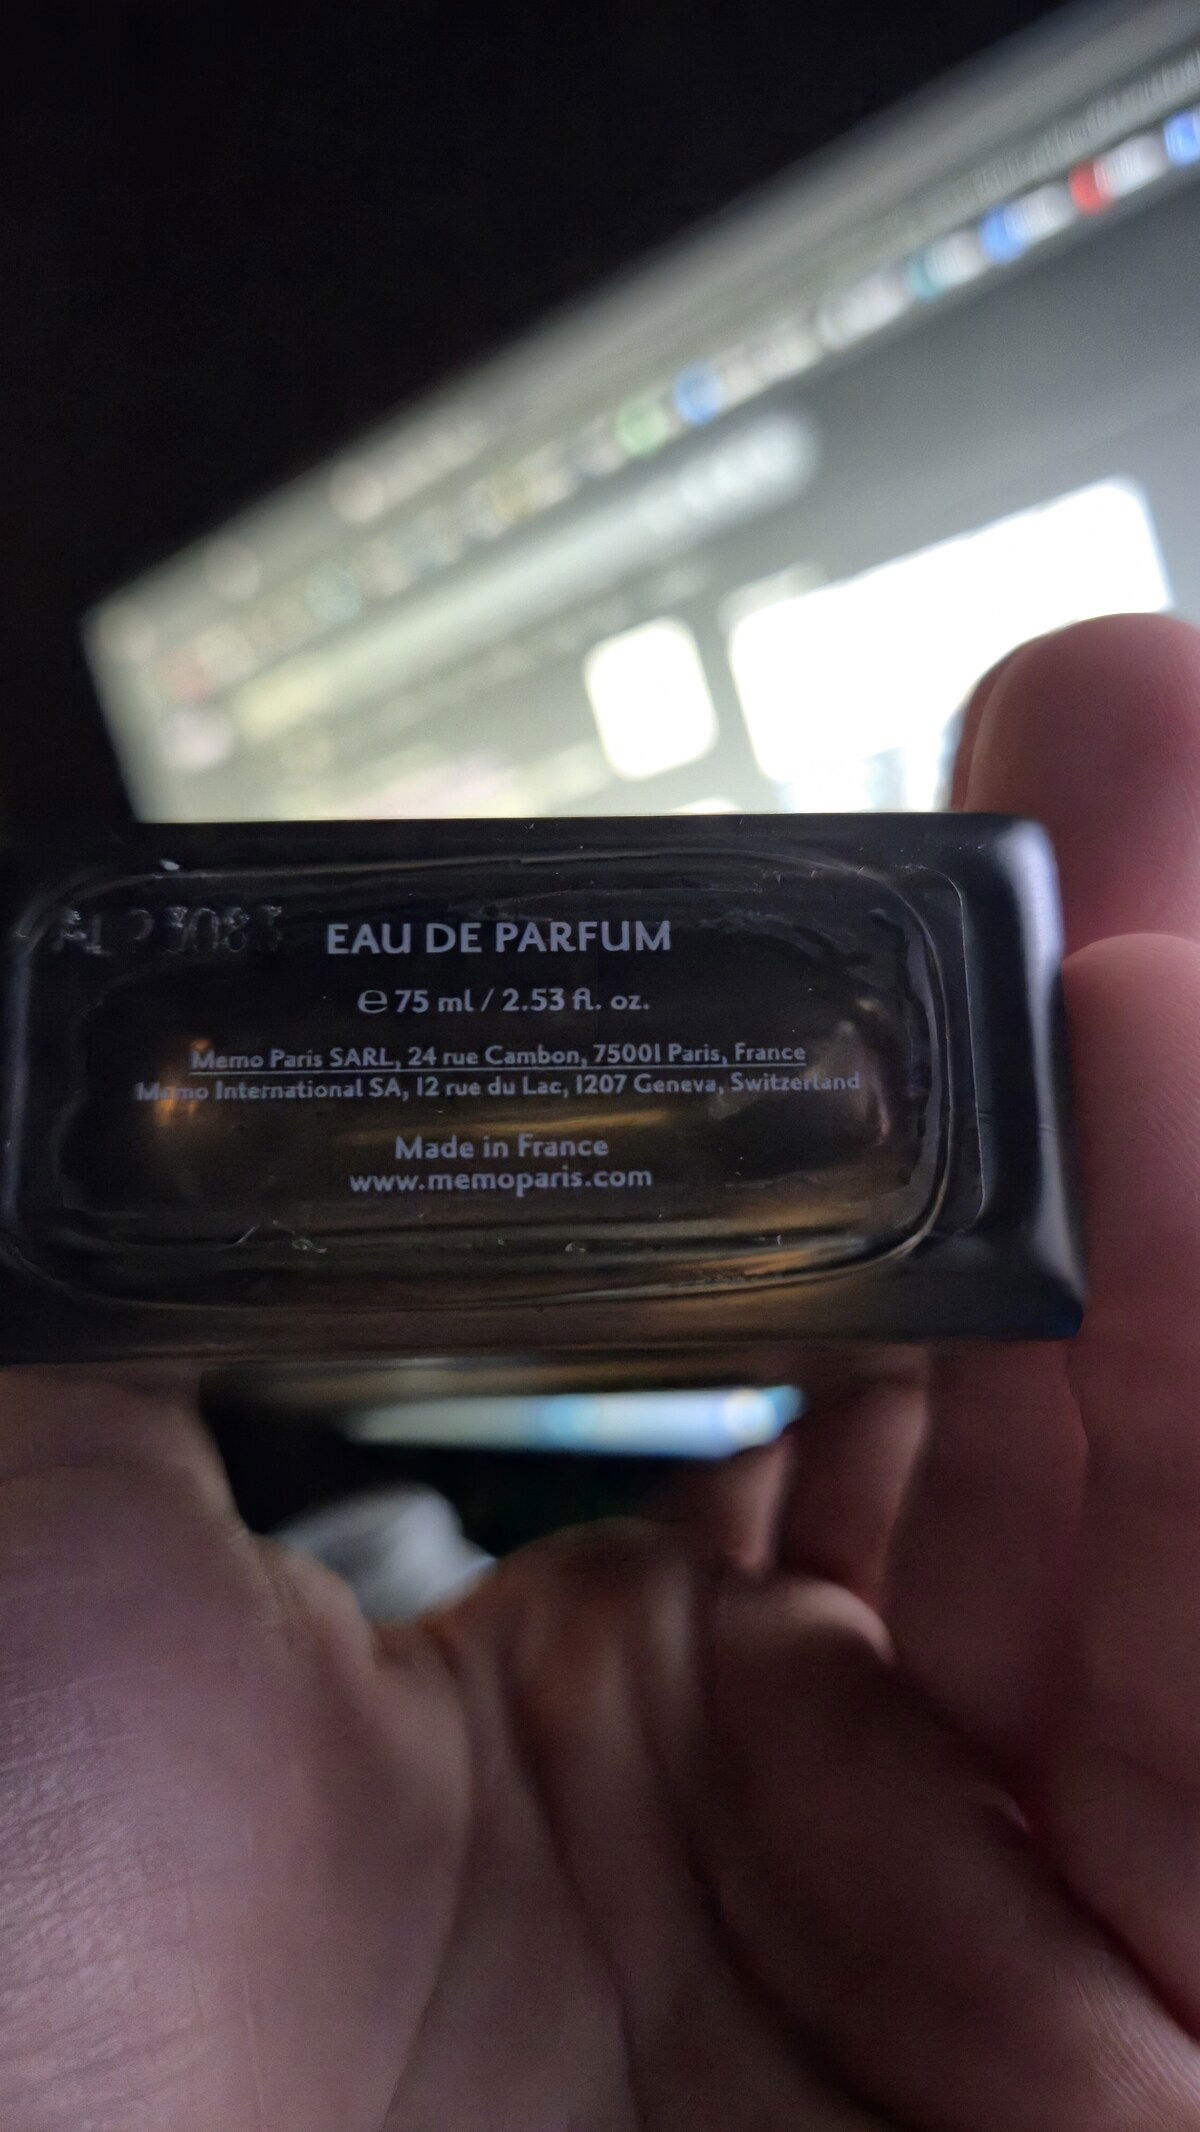 EAU DE PARFUM
℮ 75 ml / 2.53 fl. oz.
Memo Paris SARL, 24 rue Cambon, 75001 Paris, France
Memo International SA, 12 rue du Lac, 1207 Geneva, Switzerland
Made in France
www.memoparis.com